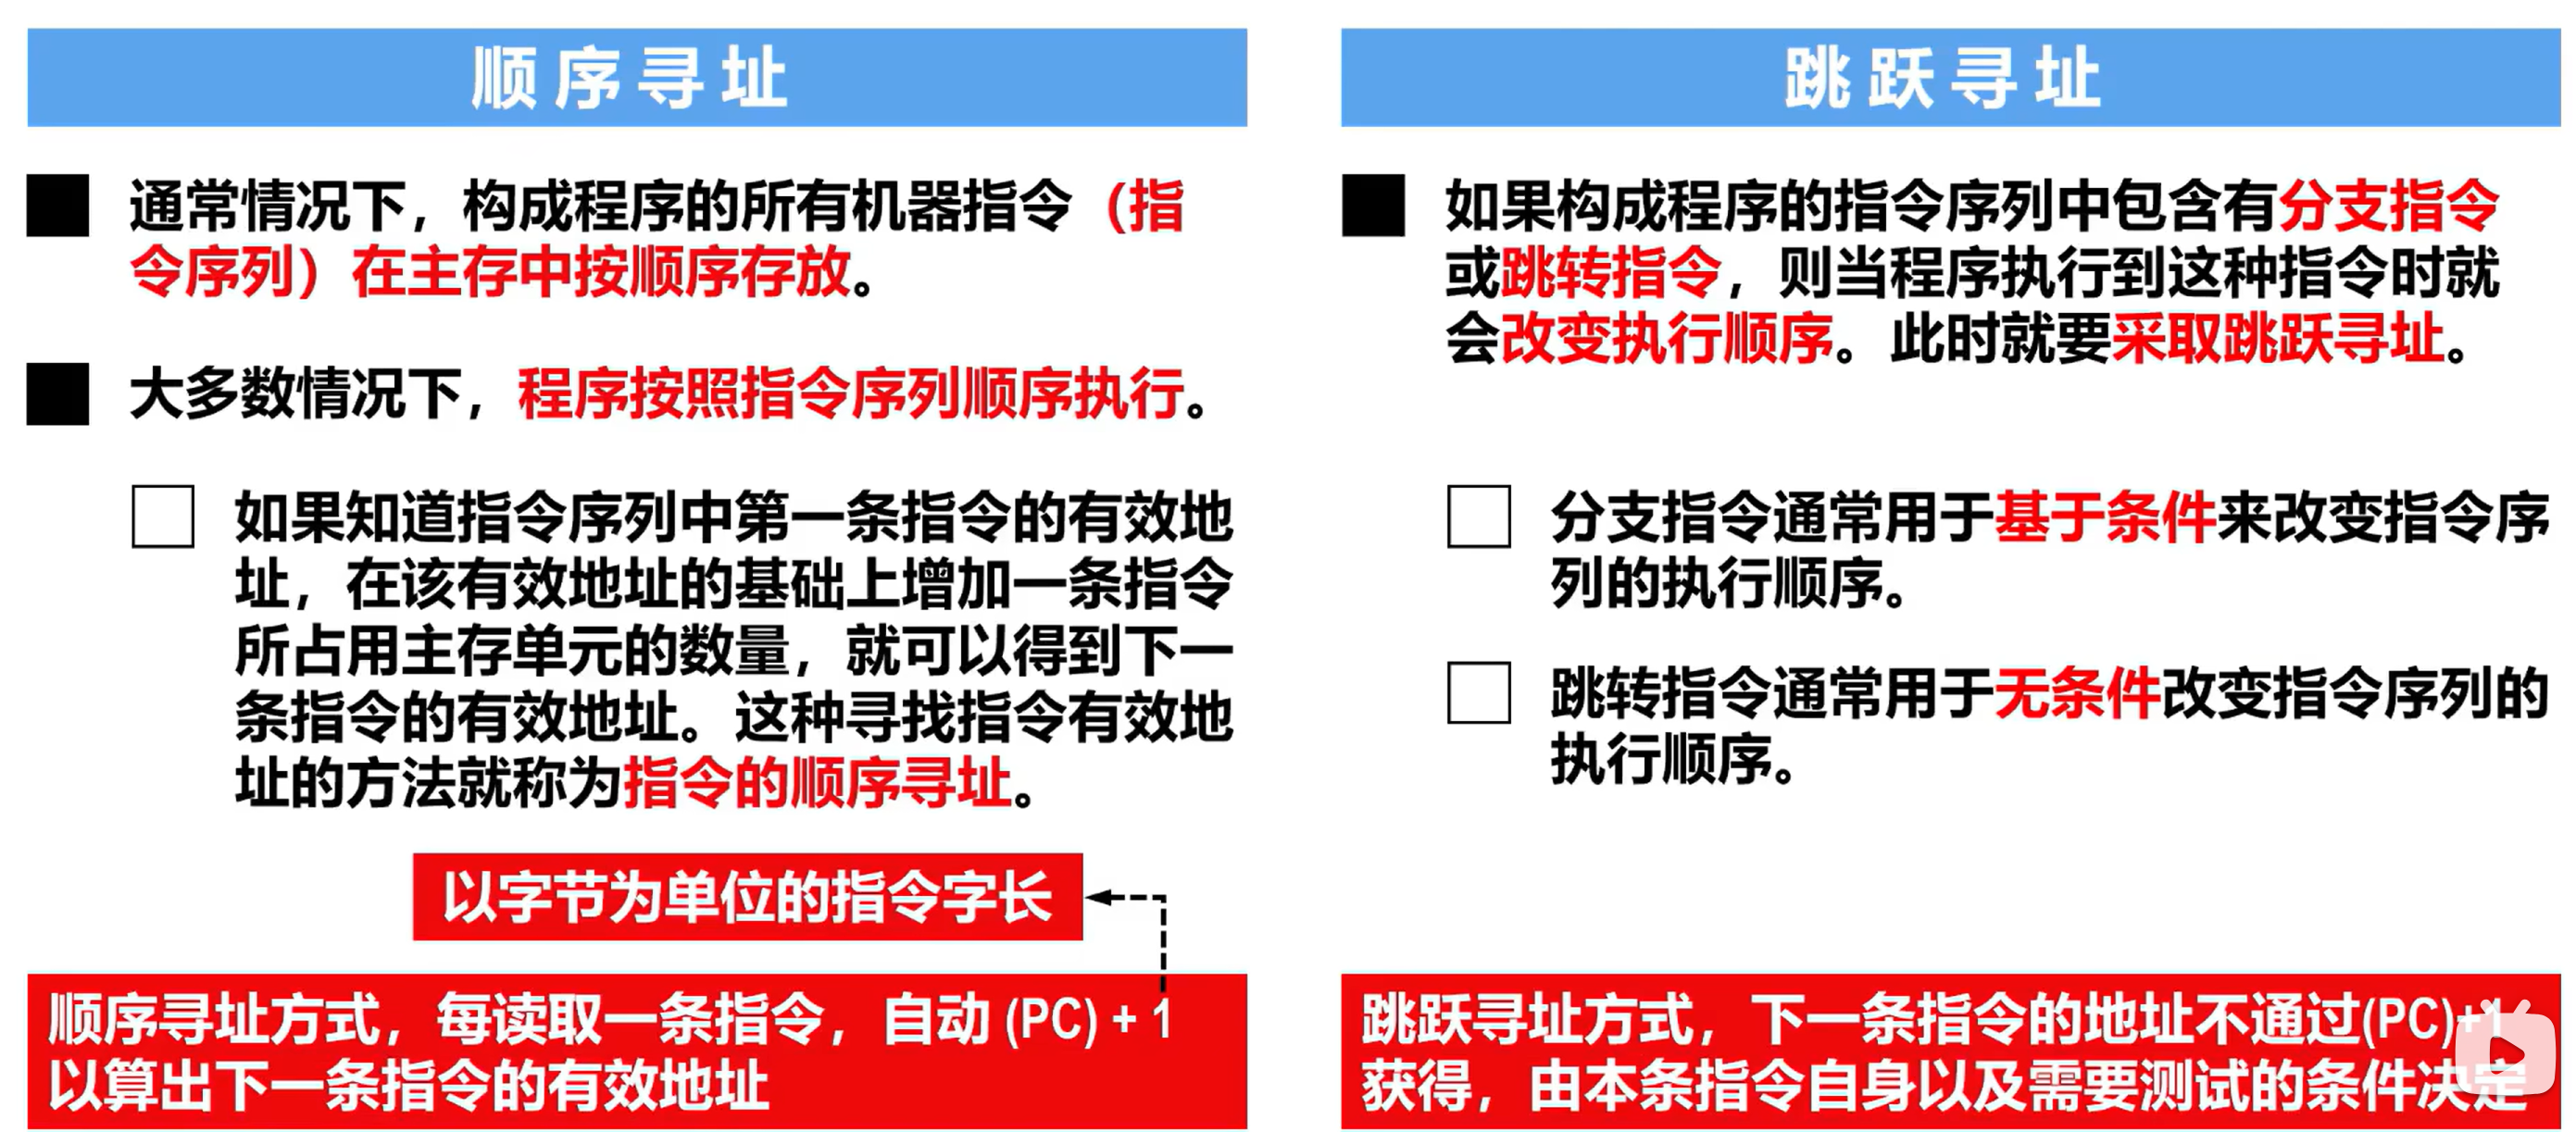 顺序寻址
通常情况下，构成程序的所有机器指令（指
令序列）在主存中按顺序存放。
大多数情况下，程序按照指令序列顺序执行。
如果知道指令序列中第一条指令的有效地
址，在该有效地址的基础上增加一条指令
所占用主存单元的数量，就可以得到下一
条指令的有效地址。这种寻找指令有效地
址的方法就称为指令的顺序寻址。
以字节为单位的指令字长
顺序寻址方式，每读取一条指令，自动 (PC) + 1
以算出下一条指令的有效地址
跳跃寻址
如果构成程序的指令序列中包含有分支指令
或跳转指令，则当程序执行到这种指令时就
会改变执行顺序。此时就要采取跳跃寻址。
分支指令通常用于基于条件来改变指令序
列的执行顺序。
跳转指令通常用于无条件改变指令序列的
执行顺序。
跳跃寻址方式，下一条指令的地址不通过(PC)+1
获得，由本条指令自身以及需要测试的条件决定